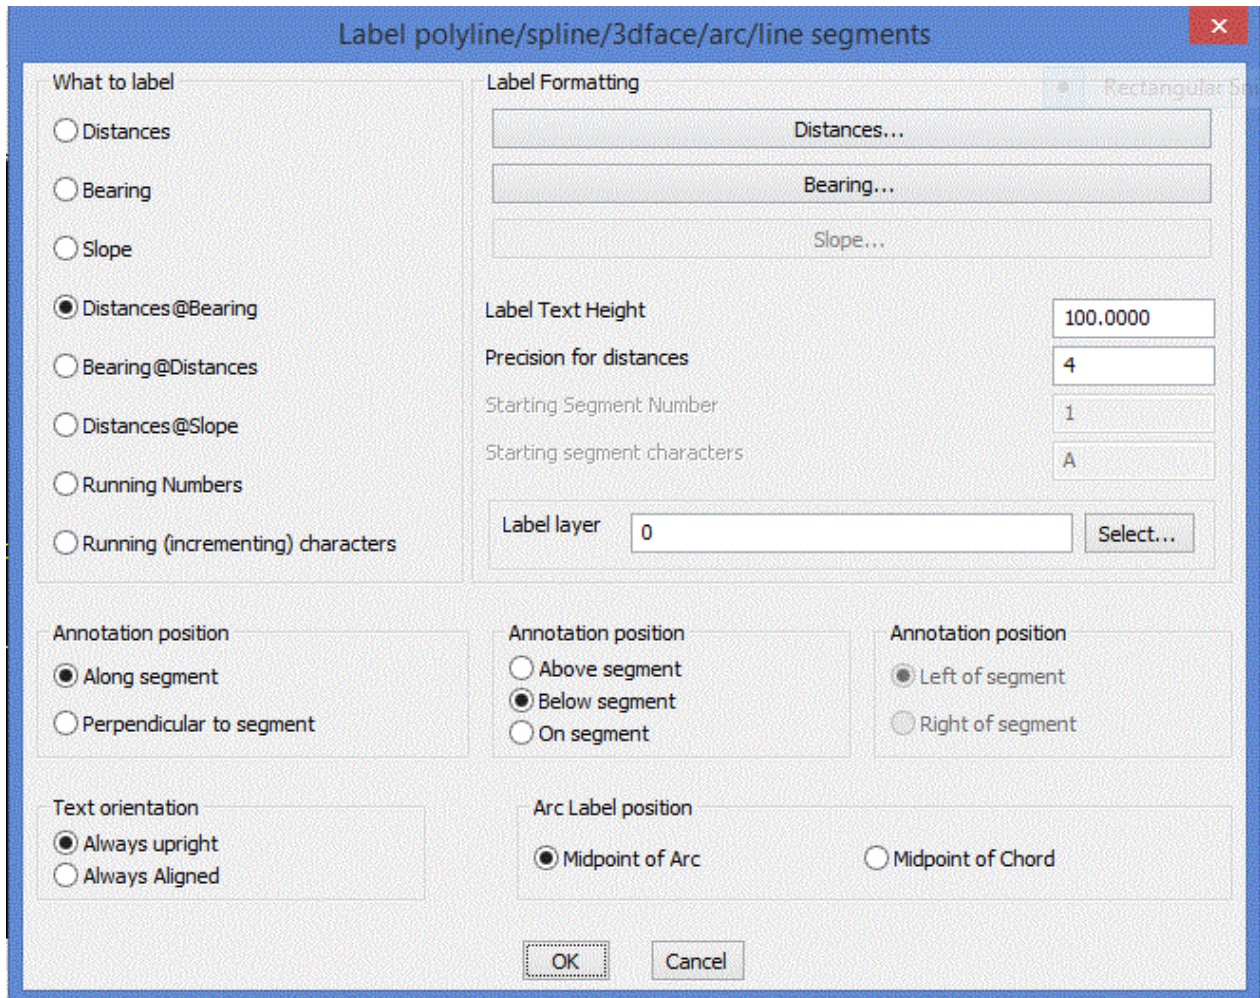 Label polyline/spline/3dface/arc/line segments
What to label
Distances
Bearing
Slope
Distances@Bearing
Bearing@Distances
Distances@Slope
Running Numbers
Running (incrementing) characters
Label Formatting
Rectangular
Distances...
Bearing...
Slope...
Label Text Height 100.0000
Precision for distances 4
Starting Segment Number 1
Starting segment characters A
Label layer 0 Select...
Annotation position
Along segment
Perpendicular to segment
Annotation position
Above segment
Below segment
On segment
Annotation position
Left of segment
Right of segment
Text orientation
Always upright
Always Aligned
Arc Label position
Midpoint of Arc Midpoint of Chord
OK Cancel